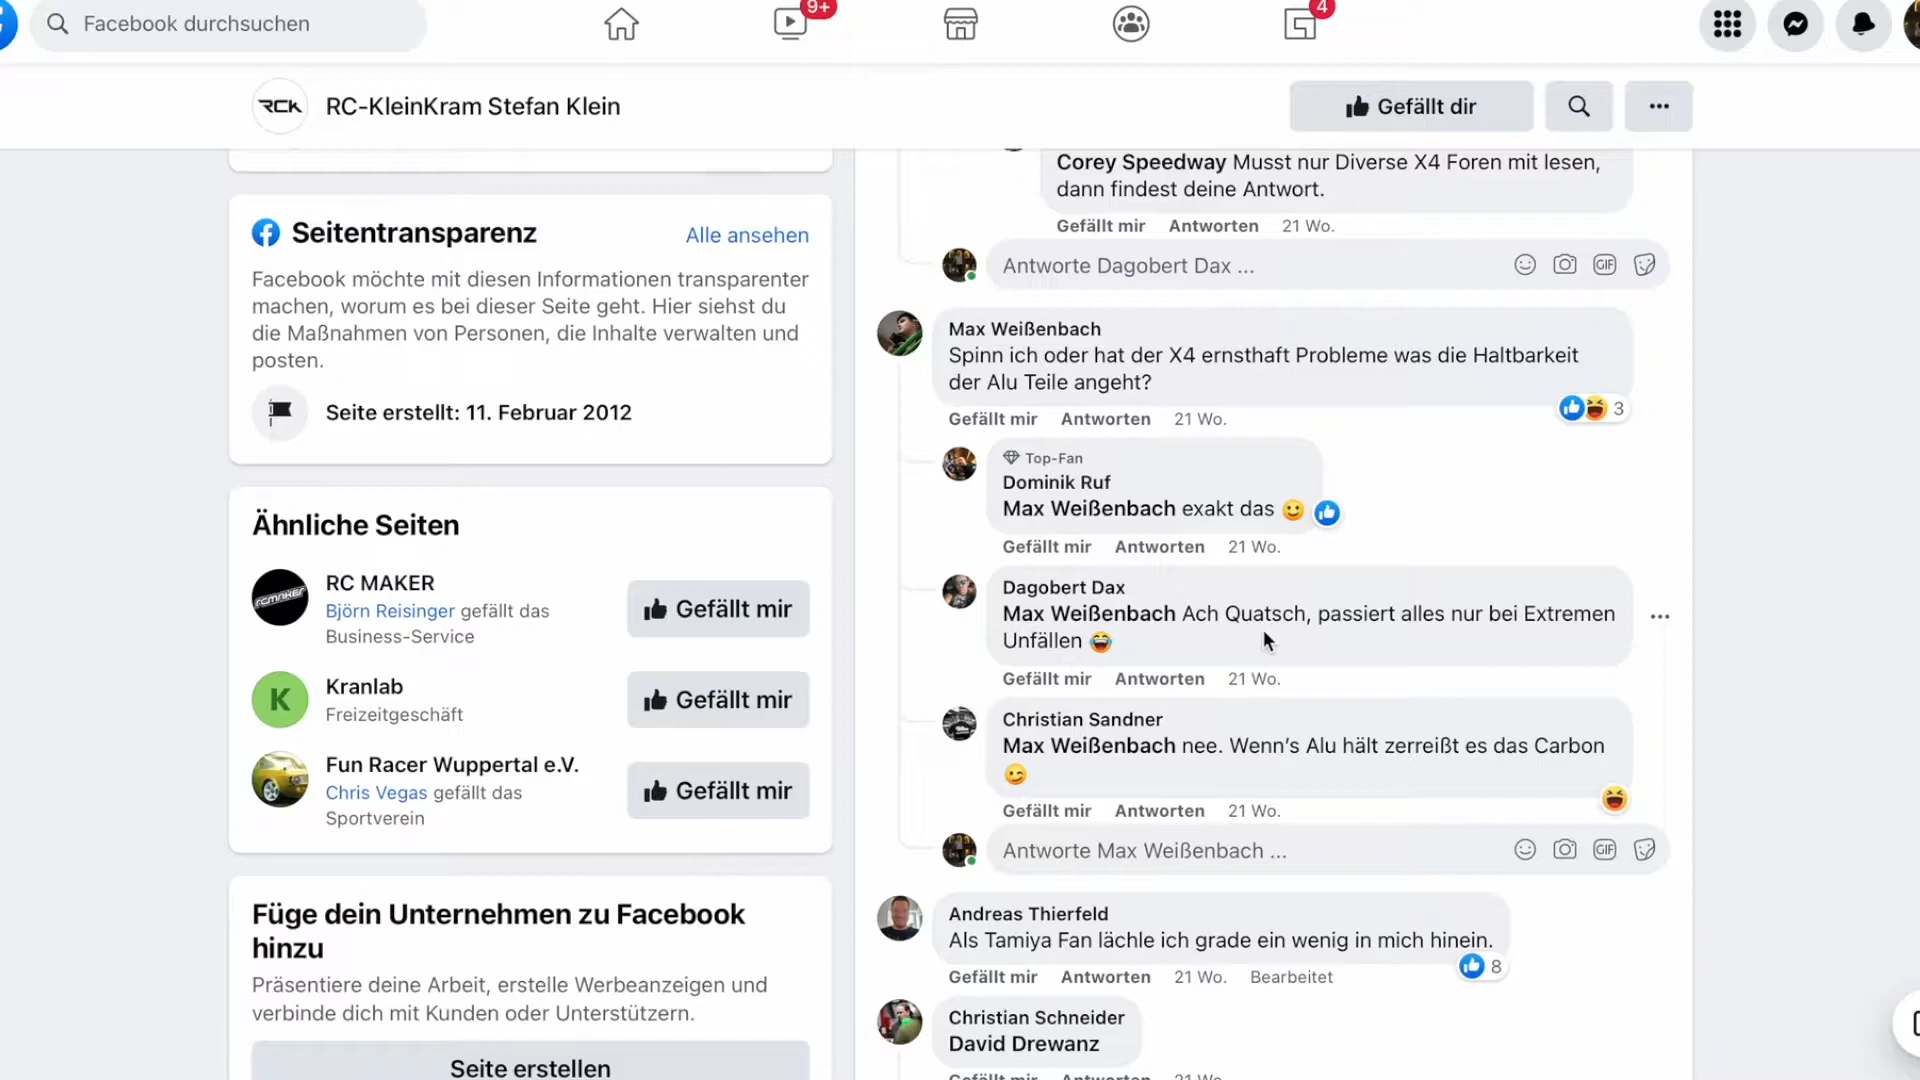 Facebook durchsuchen
9+
4
RCK
RC-KleinKram Stefan Klein
Gefällt dir
Seitentransparenz
Alle ansehen
Facebook möchte mit diesen Informationen transparenter
machen, worum es bei dieser Seite geht. Hier siehst du
die Maßnahmen von Personen, die Inhalte verwalten und
posten.
Seite erstellt: 11. Februar 2012
Ähnliche Seiten
RC MAKER
Björn Reisinger gefällt das
Business-Service
Gefällt mir
K
Kranlab
Freizeitgeschäft
Gefällt mir
Fun Racer Wuppertal e.V.
Chris Vegas gefällt das
Sportverein
Gefällt mir
Füge dein Unternehmen zu Facebook
hinzu
Präsentiere deine Arbeit, erstelle Werbeanzeigen und
verbinde dich mit Kunden oder Unterstützern.
Seite erstellen
Corey Speedway Musst nur Diverse X4 Foren mit lesen,
dann findest deine Antwort.
Gefällt mir Antworten 21 Wo.
Antworte Dagobert Dax ...
GIF
Max Weißenbach
Spinn ich oder hat der X4 ernsthaft Probleme was die Haltbarkeit
der Alu Teile angeht?
3
Gefällt mir Antworten 21 Wo.
Top-Fan
Dominik Ruf
Max Weißenbach exakt das 🙂
Gefällt mir Antworten 21 Wo.
Dagobert Dax
Max Weißenbach Ach Quatsch, passiert alles nur bei Extremen
Unfällen 😂
Gefällt mir Antworten 21 Wo.
Christian Sandner
Max Weißenbach nee. Wenn’s Alu hält zerreißt es das Carbon
😉
Gefällt mir Antworten 21 Wo.
Antworte Max Weißenbach ...
GIF
Andreas Thierfeld
Als Tamiya Fan lächle ich grade ein wenig in mich hinein.
8
Gefällt mir Antworten 21 Wo. Bearbeitet
Christian Schneider
David Drewanz
Gefällt mir Antworten 21 Wo.